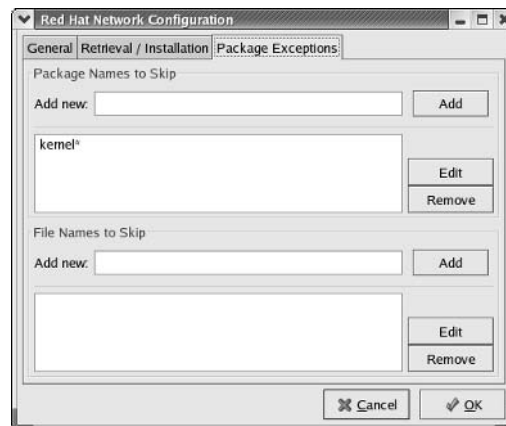 Red Hat Network Configuration
General Retrieval / Installation Package Exceptions
Package Names to Skip
Add new: Add
kernel*
Edit
Remove
File Names to Skip
Add new: Add
Edit
Remove
Cancel OK